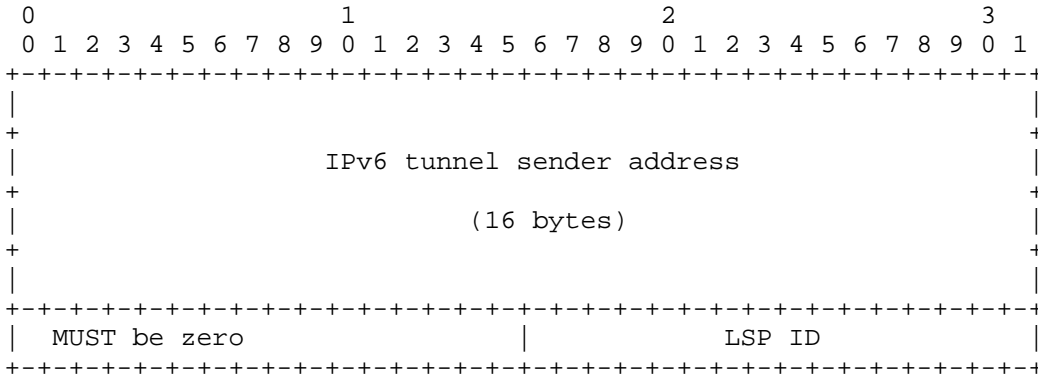 0                   1                   2                   3
 0 1 2 3 4 5 6 7 8 9 0 1 2 3 4 5 6 7 8 9 0 1 2 3 4 5 6 7 8 9 0 1
+-+-+-+-+-+-+-+-+-+-+-+-+-+-+-+-+-+-+-+-+-+-+-+-+-+-+-+-+-+-+-+-+
|                                                               |
+                                                               +
|                   IPv6 tunnel sender address                  |
+                                                               +
|                            (16 bytes)                         |
+                                                               +
|                                                               |
+-+-+-+-+-+-+-+-+-+-+-+-+-+-+-+-+-+-+-+-+-+-+-+-+-+-+-+-+-+-+-+-+
|  MUST be zero                 |            LSP ID             |
+-+-+-+-+-+-+-+-+-+-+-+-+-+-+-+-+-+-+-+-+-+-+-+-+-+-+-+-+-+-+-+-+